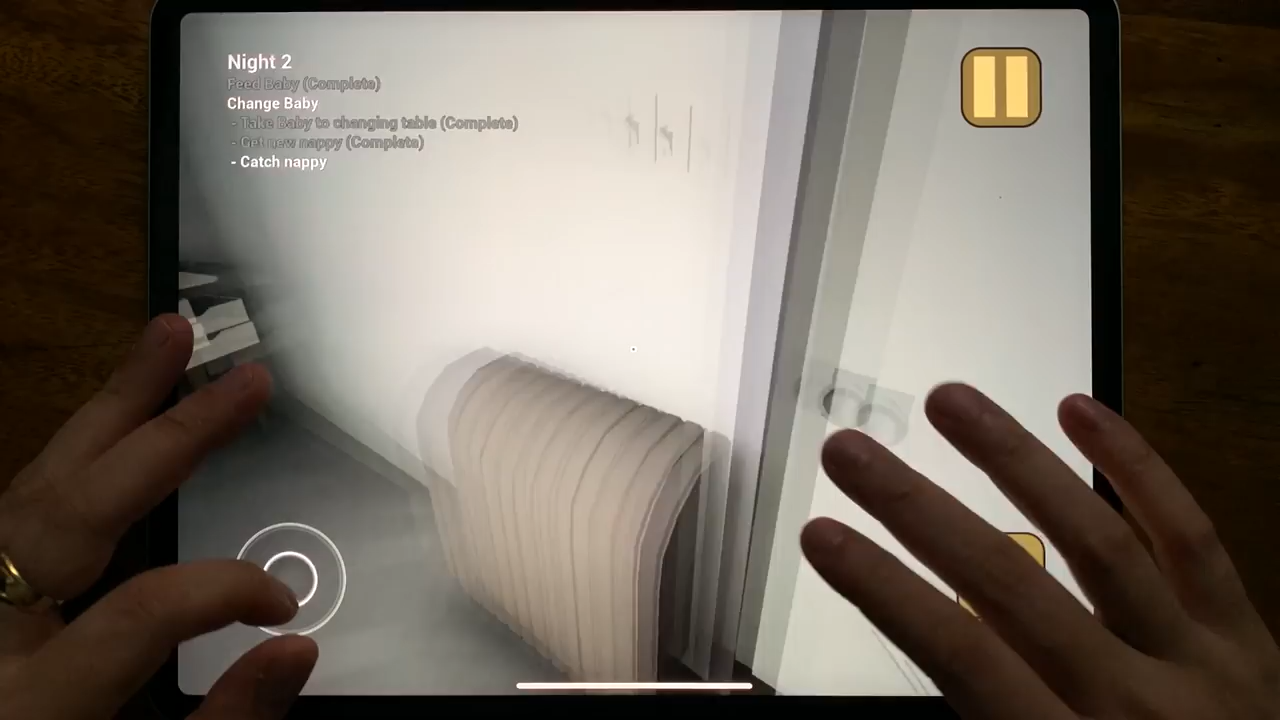 Night 2
Feed Baby (Complete)
Change Baby
- Take Baby to changing table (Complete)
- Get new nappy (Complete)
- Catch nappy